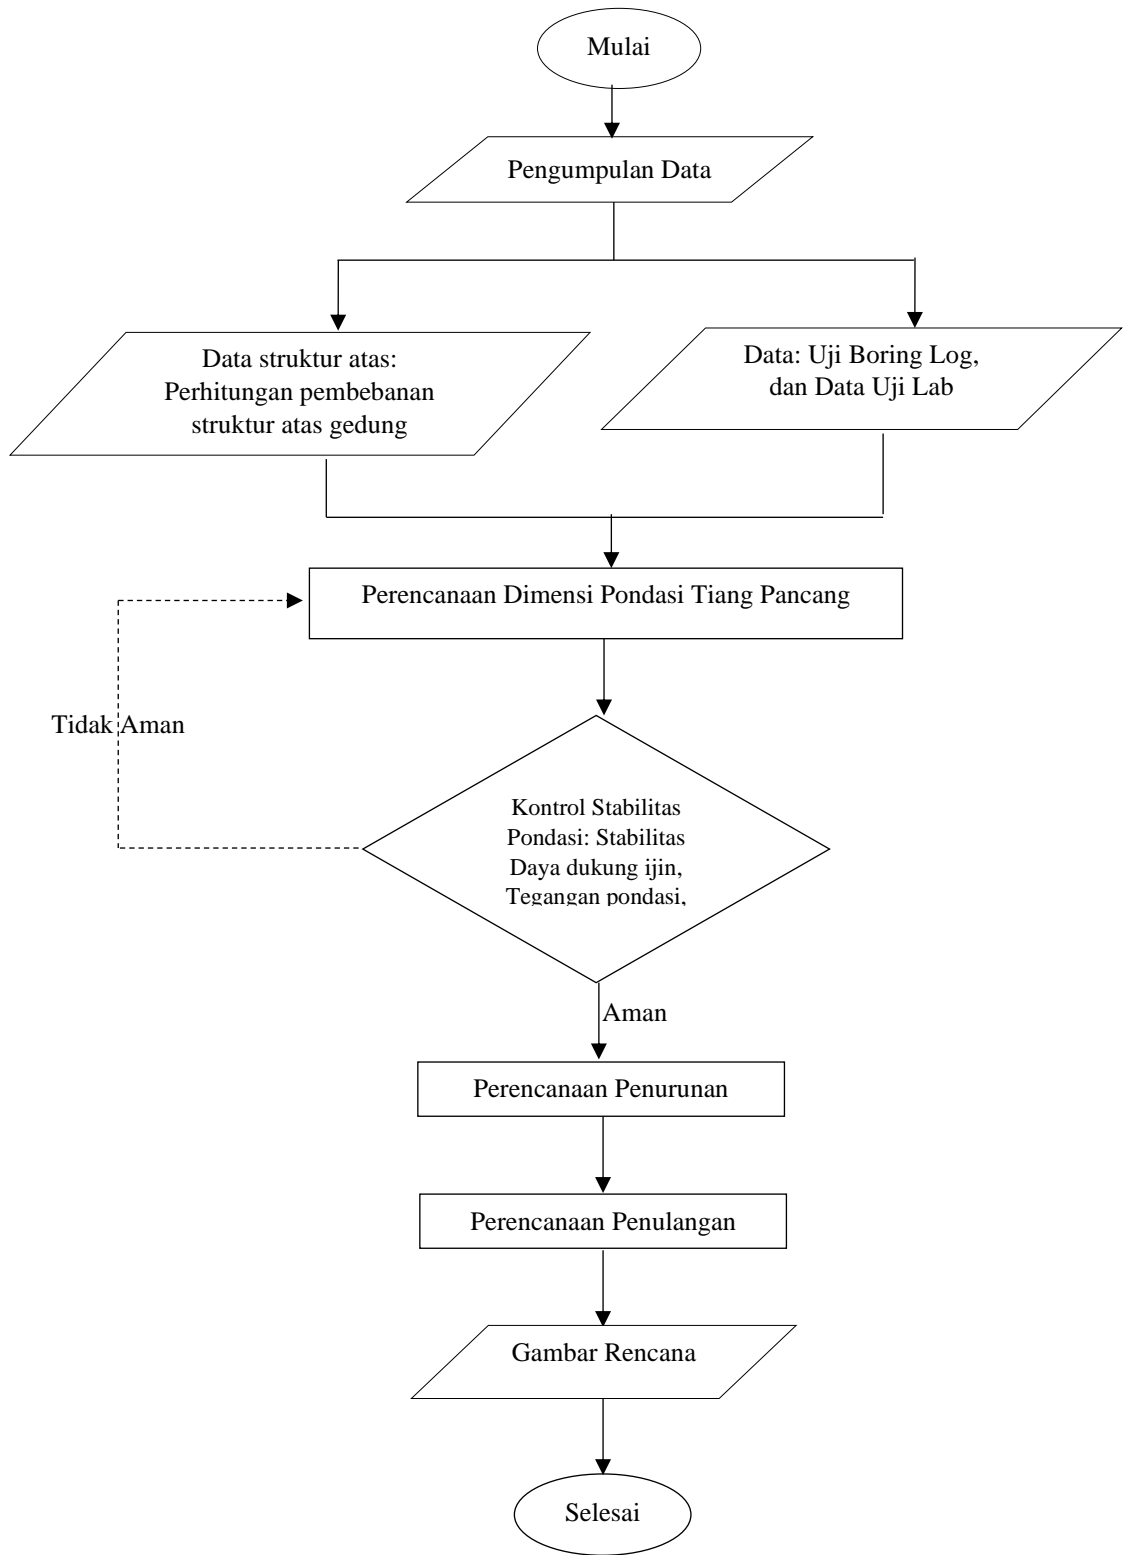 Mulai
Pengumpulan Data
Data struktur atas:
Perhitungan pembebanan
struktur atas gedung
Data: Uji Boring Log,
dan Data Uji Lab
Perencanaan Dimensi Pondasi Tiang Pancang
Tidak Aman
Kontrol Stabilitas
Pondasi: Stabilitas
Daya dukung ijin,
Tegangan pondasi,
Aman
Perencanaan Penurunan
Perencanaan Penulangan
Gambar Rencana
Selesai